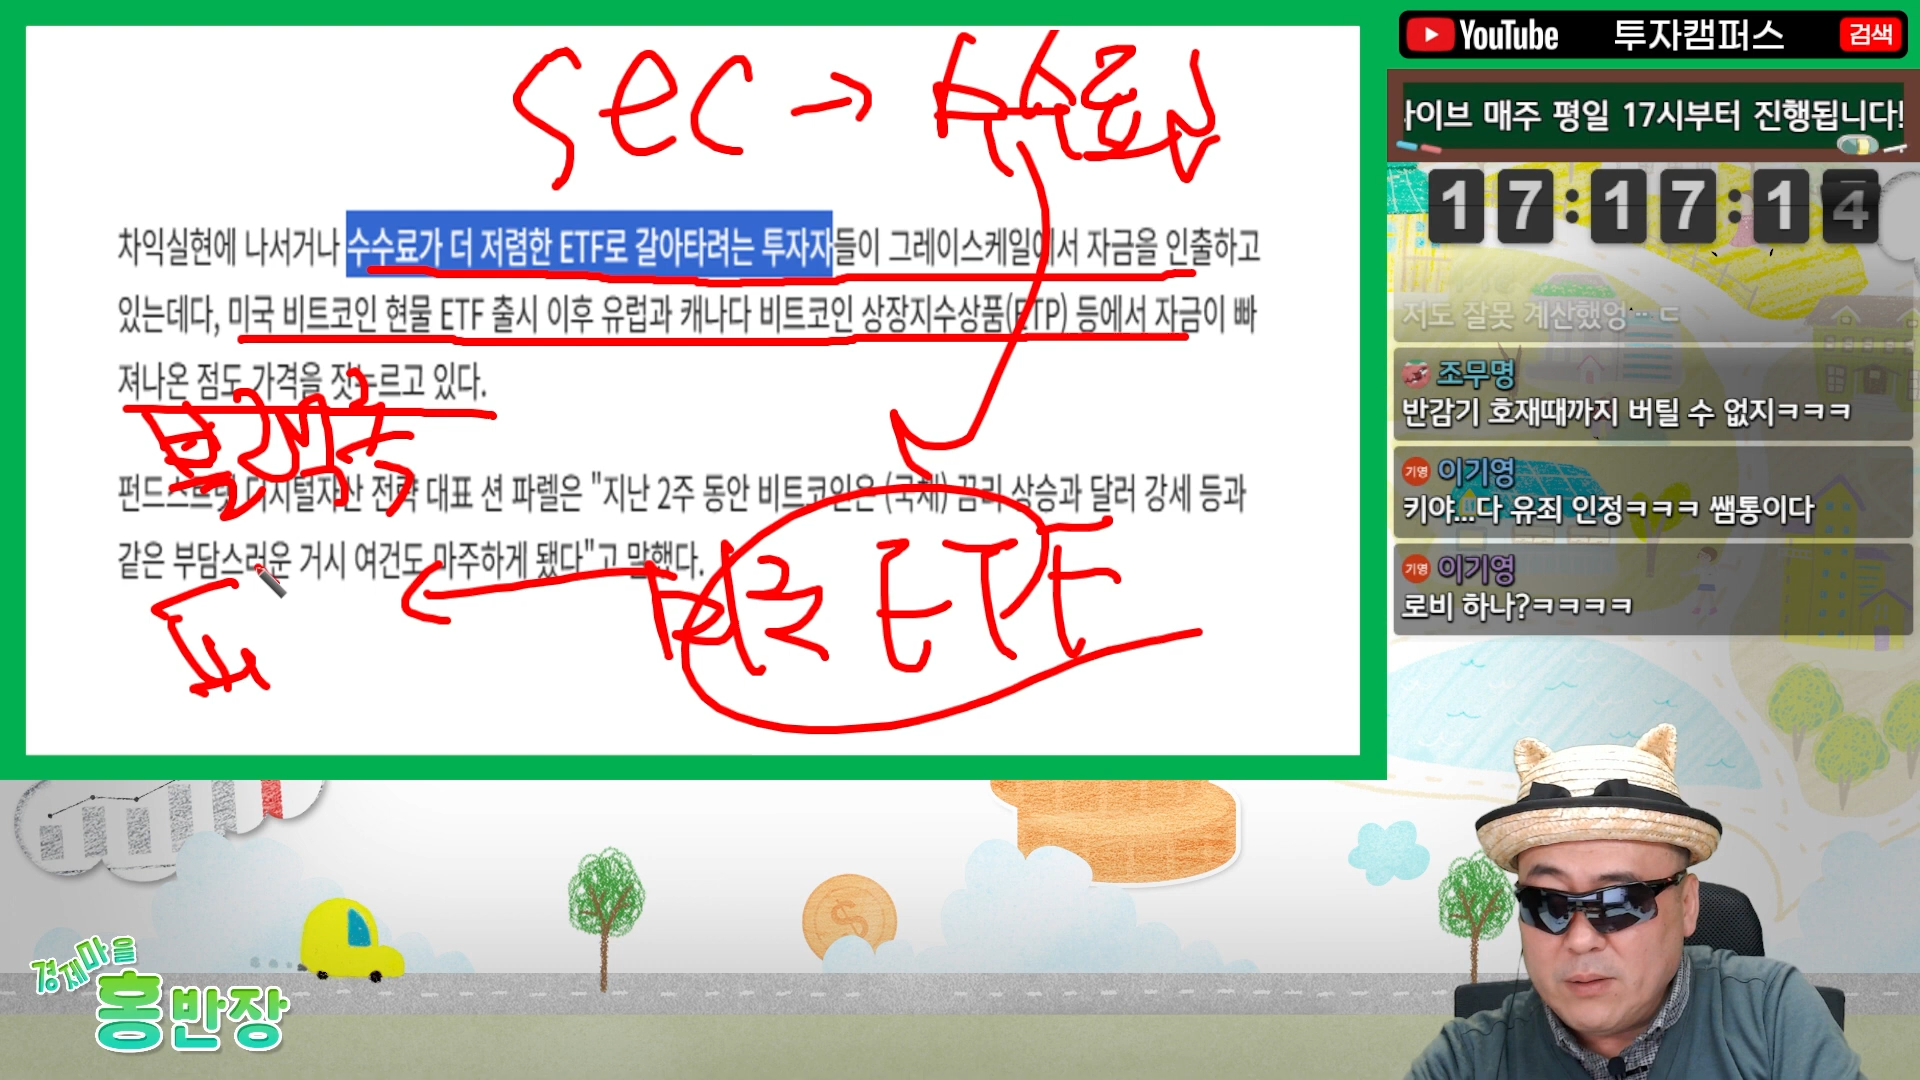 sec → 수수료
차익실현에 나서거나 수수료가 더 저렴한 ETF로 갈아타려는 투자자들이 그레이스케일에서 자금을 인출하고
있는데다, 미국 비트코인 현물 ETF 출시 이후 유럽과 캐나다 비트코인 상장지수상품(ETP) 등에서 자금이 빠
져나온 점도 가격을 짓누르고 있다.
블랙록
펀드스트랫 디지털자산 전략 대표 션 파렐은 "지난 2주 동안 비트코인은 (국채) 금리 상승과 달러 강세 등과
같은 부담스러운 거시 여건도 마주하게 됐다"고 말했다.
미국 ETF
YouTube 투자캠퍼스 검색
라이브 매주 평일 17시부터 진행됩니다!
17:17:14
저도 잘못 계산했엉 ... ㄷ
조무명
반감기 호재때까지 버틸 수 없지ㅋㅋㅋ
기영 이기영
키야...다 유죄 인정ㅋㅋㅋ 쌤통이다
기영 이기영
로비 하나?ㅋㅋㅋㅋ
경제마을
홍반장